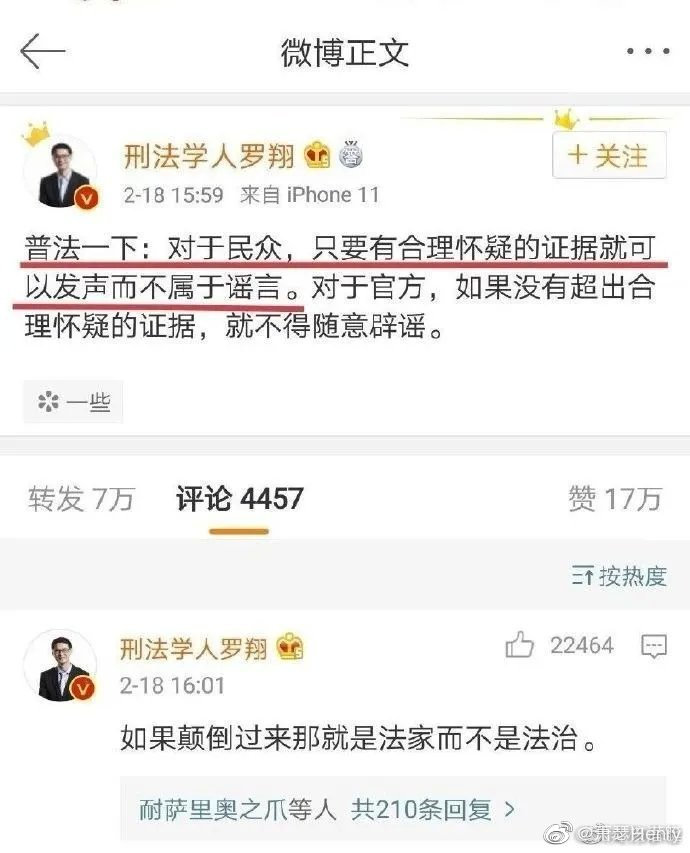 微博正文
刑法学人罗翔
+关注
2-18 15:59 来自 iPhone 11
普法一下：对于民众，只要有合理怀疑的证据就可
以发声而不属于谣言。对于官方，如果没有超出合
理怀疑的证据，就不得随意辟谣。
一些
转发 7万 评论 4457 赞 17万
按热度
刑法学人罗翔
22464
2-18 16:01
如果颠倒过来那就是法家而不是法治。
耐萨里奥之爪等人 共210条回复 >